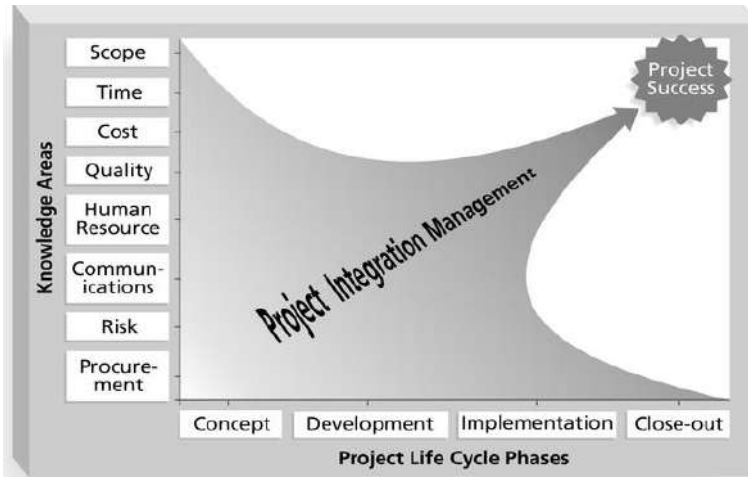 Scope
Time
Cost
Quality
Human
Resource
Commun-
ications
Risk
Procure-
ment
Knowledge Areas
Project Integration Management
Project
Success
Concept
Development
Implementation
Close-out
Project Life Cycle Phases